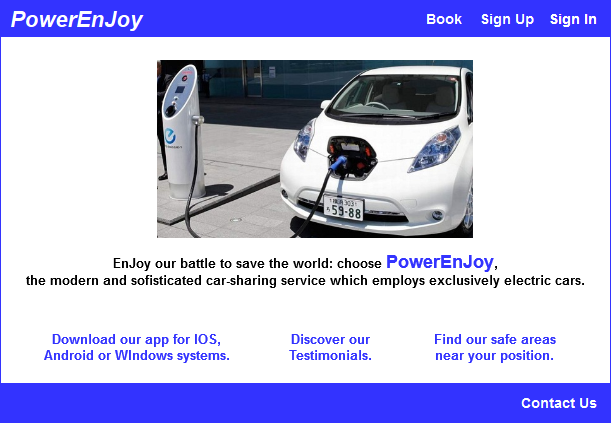 PowerEnJoy
Book Sign Up Sign In
59-88
EnJoy our battle to save the world: choose PowerEnJoy,
the modern and sofisticated car-sharing service which employs exclusively electric cars.
Download our app for IOS,
Android or WIndows systems.
Discover our
Testimonials.
Find our safe areas
near your position.
Contact Us